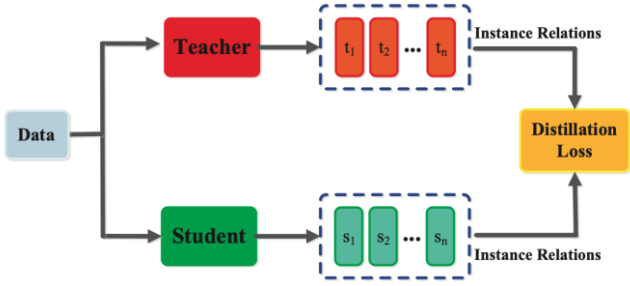 Teacher
t1 t2 ... tn
Instance Relations
Data
Distillation
Loss
Student
s1 s2 ... sn
Instance Relations